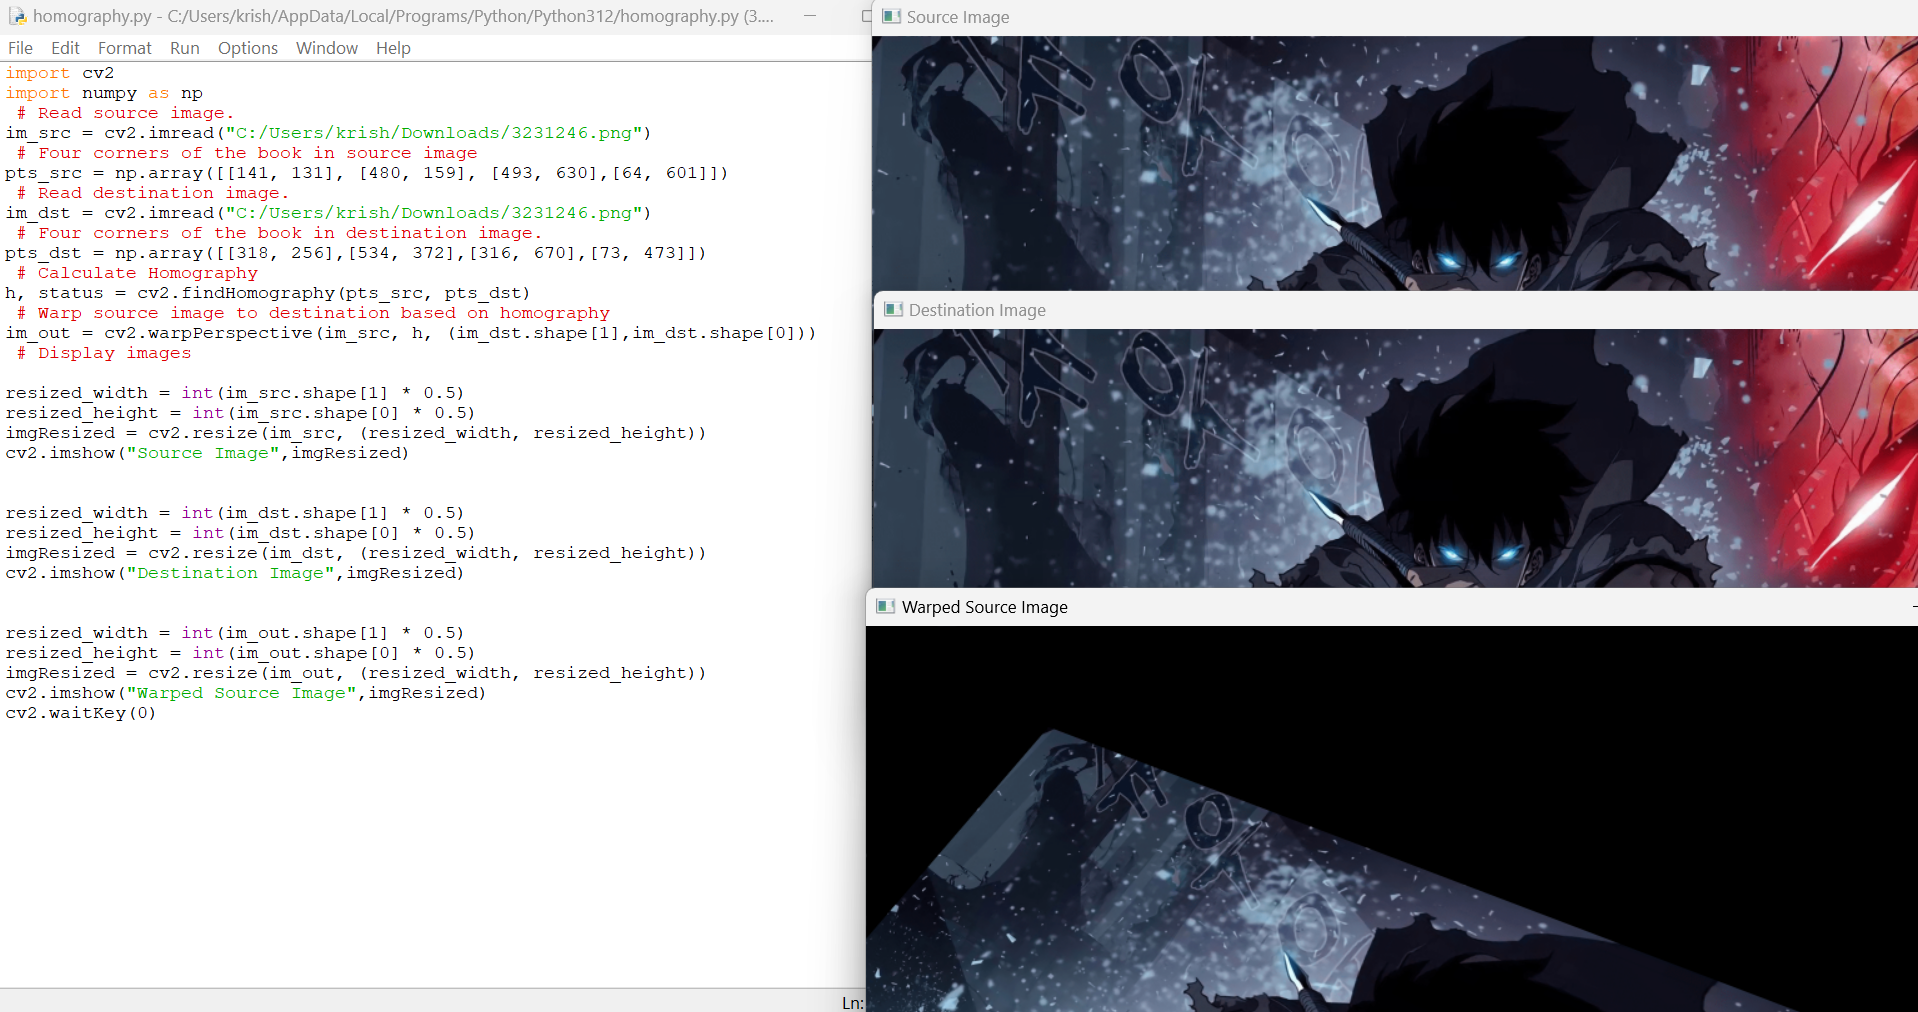 homography.py - C:/Users/krish/AppData/Local/Programs/Python/Python312/homography.py (3....
File Edit Format Run Options Window Help
import cv2
import numpy as np
# Read source image.
im_src = cv2.imread("C:/Users/krish/Downloads/3231246.png")
# Four corners of the book in source image
pts_src = np.array([[141, 131], [480, 159], [493, 630],[64, 601]])
# Read destination image.
im_dst = cv2.imread("C:/Users/krish/Downloads/3231246.png")
# Four corners of the book in destination image.
pts_dst = np.array([[318, 256],[534, 372],[316, 670],[73, 473]])
# Calculate Homography
h, status = cv2.findHomography(pts_src, pts_dst)
# Warp source image to destination based on homography
im_out = cv2.warpPerspective(im_src, h, (im_dst.shape[1],im_dst.shape[0]))
# Display images
resized_width = int(im_src.shape[1] * 0.5)
resized_height = int(im_src.shape[0] * 0.5)
imgResized = cv2.resize(im_src, (resized_width, resized_height))
cv2.imshow("Source Image",imgResized)
resized_width = int(im_dst.shape[1] * 0.5)
resized_height = int(im_dst.shape[0] * 0.5)
imgResized = cv2.resize(im_dst, (resized_width, resized_height))
cv2.imshow("Destination Image",imgResized)
resized_width = int(im_out.shape[1] * 0.5)
resized_height = int(im_out.shape[0] * 0.5)
imgResized = cv2.resize(im_out, (resized_width, resized_height))
cv2.imshow("Warped Source Image",imgResized)
cv2.waitKey(0)
Ln:
Source Image
Destination Image
Warped Source Image